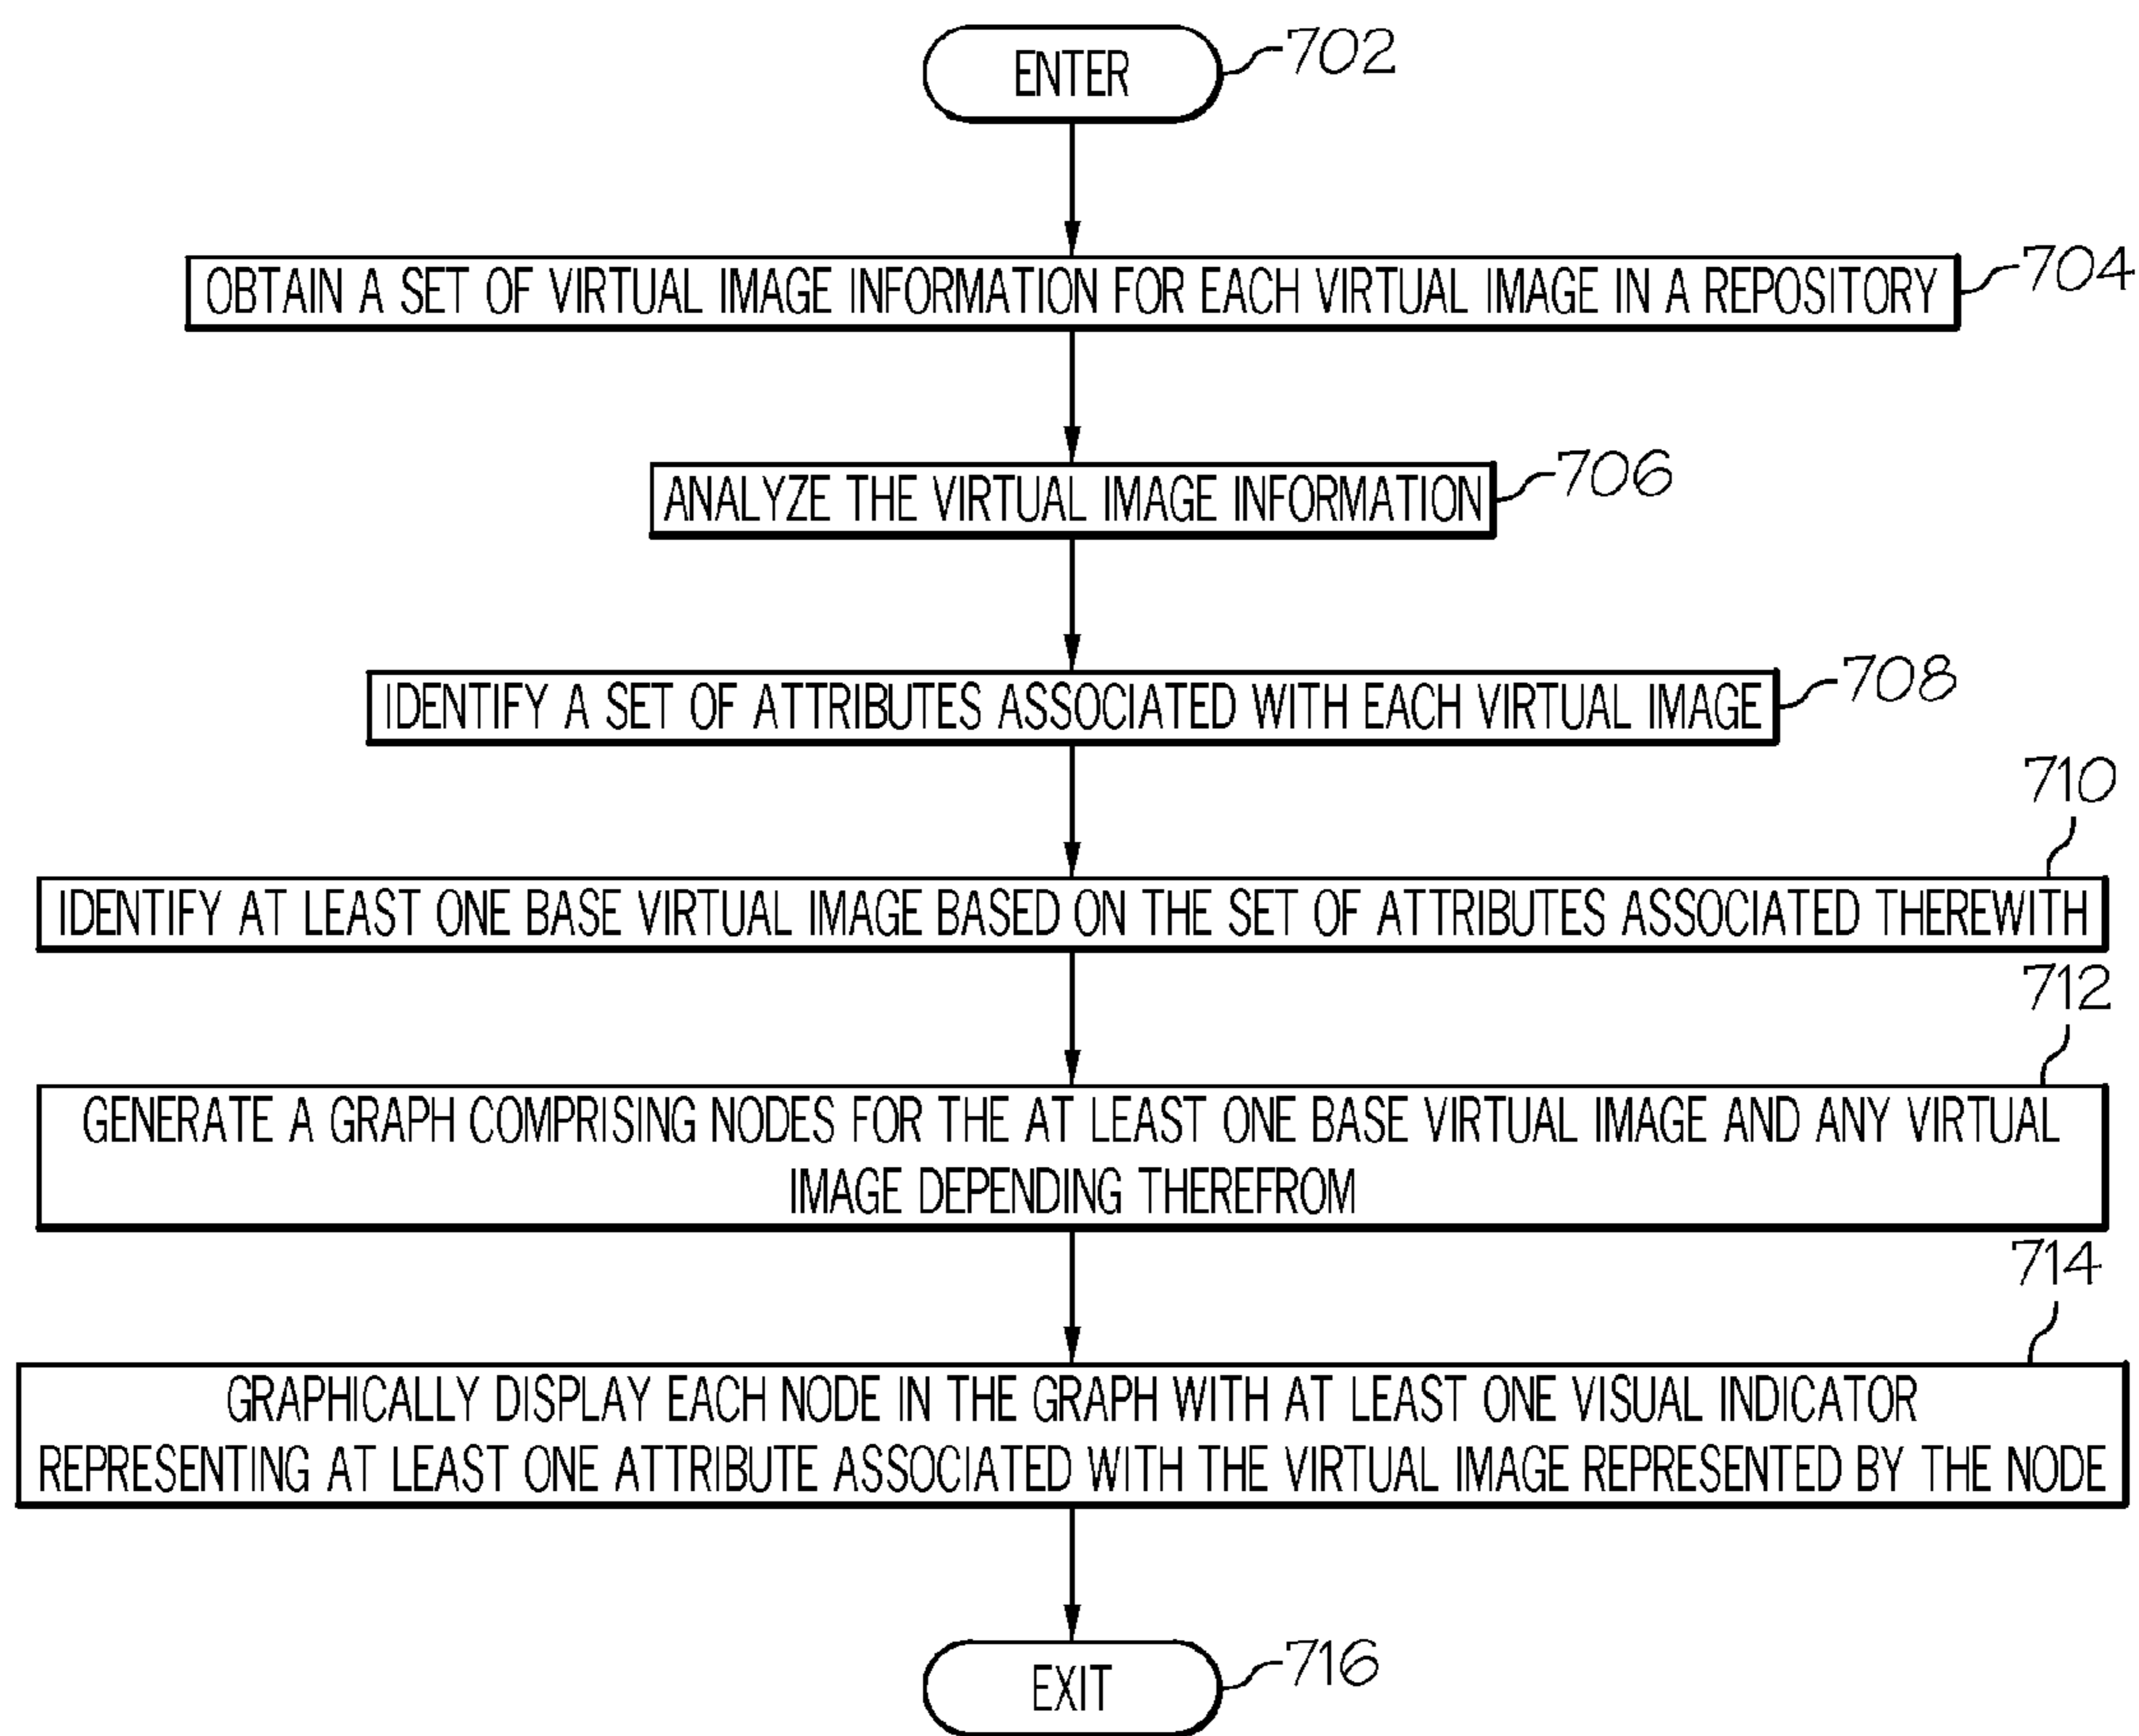 ENTER
702
OBTAIN A SET OF VIRTUAL IMAGE INFORMATION FOR EACH VIRTUAL IMAGE IN A REPOSITORY
704
ANALYZE THE VIRTUAL IMAGE INFORMATION
706
IDENTIFY A SET OF ATTRIBUTES ASSOCIATED WITH EACH VIRTUAL IMAGE
708
710
IDENTIFY AT LEAST ONE BASE VIRTUAL IMAGE BASED ON THE SET OF ATTRIBUTES ASSOCIATED THEREWITH
712
GENERATE A GRAPH COMPRISING NODES FOR THE AT LEAST ONE BASE VIRTUAL IMAGE AND ANY VIRTUAL
IMAGE DEPENDING THEREFROM
714
GRAPHICALLY DISPLAY EACH NODE IN THE GRAPH WITH AT LEAST ONE VISUAL INDICATOR
REPRESENTING AT LEAST ONE ATTRIBUTE ASSOCIATED WITH THE VIRTUAL IMAGE REPRESENTED BY THE NODE
EXIT
716